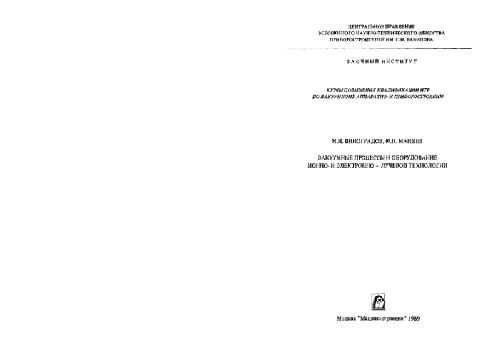 ЦЕНТРАЛЬНОЕ ПРАВЛЕНИЕ
ВСЕСОЮЗНОГО НАУЧНО-ТЕХНИЧЕСКОГО ОБЩЕСТВА
ПРИБОРОСТРОИТЕЛЕЙ ИМ. С.И. ВАВИЛОВА
ЗАОЧНЫЙ ИНСТИТУТ
КУРСЫ ПОВЫШЕНИЯ КВАЛИФИКАЦИИ ИТР
ПО ВАКУУМНОМУ АППАРАТО- И ПРИБОРОСТРОЕНИЮ
М.И. ВИНОГРАДОВ, Ю.П. МАИШЕВ
ВАКУУМНЫЕ ПРОЦЕССЫ И ОБОРУДОВАНИЕ
ИОННО- И ЭЛЕКТРОННО - ЛУЧЕВОЙ ТЕХНОЛОГИИ
Москва "Машиностроение" 1989